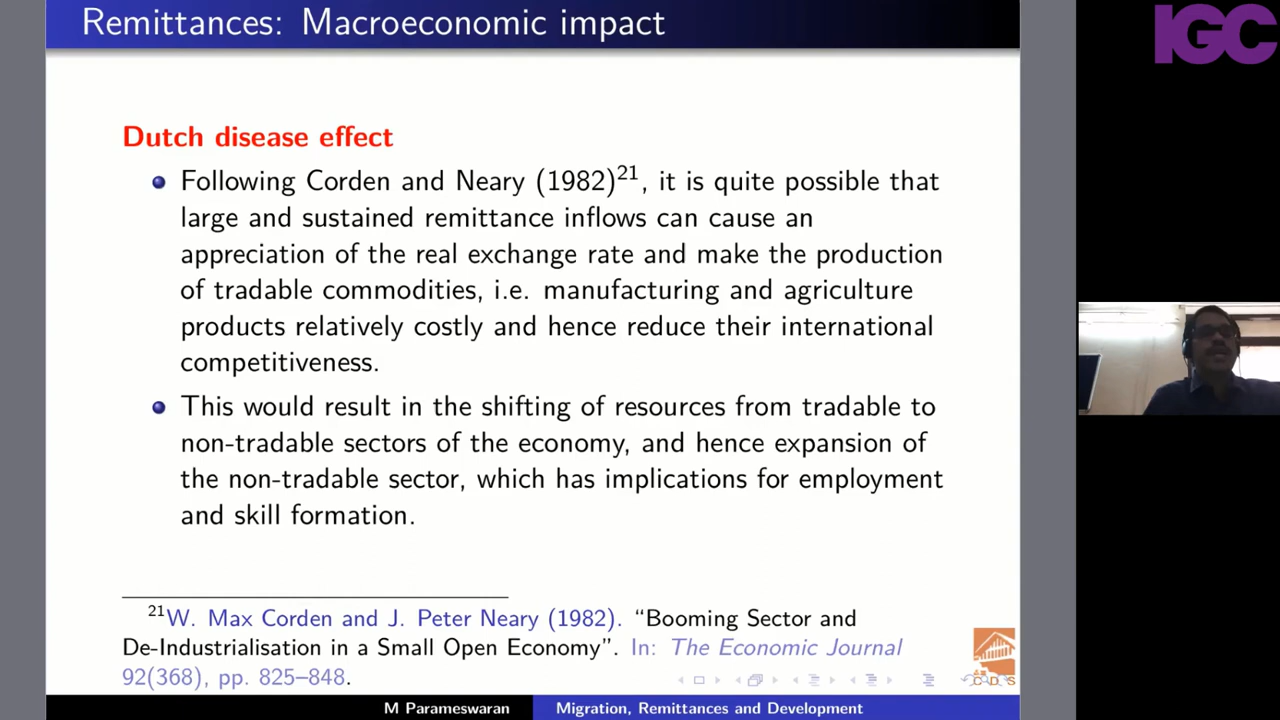 Remittances: Macroeconomic impact
IGC
Dutch disease effect
Following Corden and Neary (1982)21, it is quite possible that
large and sustained remittance inflows can cause an
appreciation of the real exchange rate and make the production
of tradable commodities, i.e. manufacturing and agriculture
products relatively costly and hence reduce their international
competitiveness.
This would result in the shifting of resources from tradable to
non-tradable sectors of the economy, and hence expansion of
the non-tradable sector, which has implications for employment
and skill formation.
21W. Max Corden and J. Peter Neary (1982). “Booming Sector and
De-Industrialisation in a Small Open Economy”. In: The Economic Journal
92(368), pp. 825–848.
CDS
M Parameswaran Migration, Remittances and Development